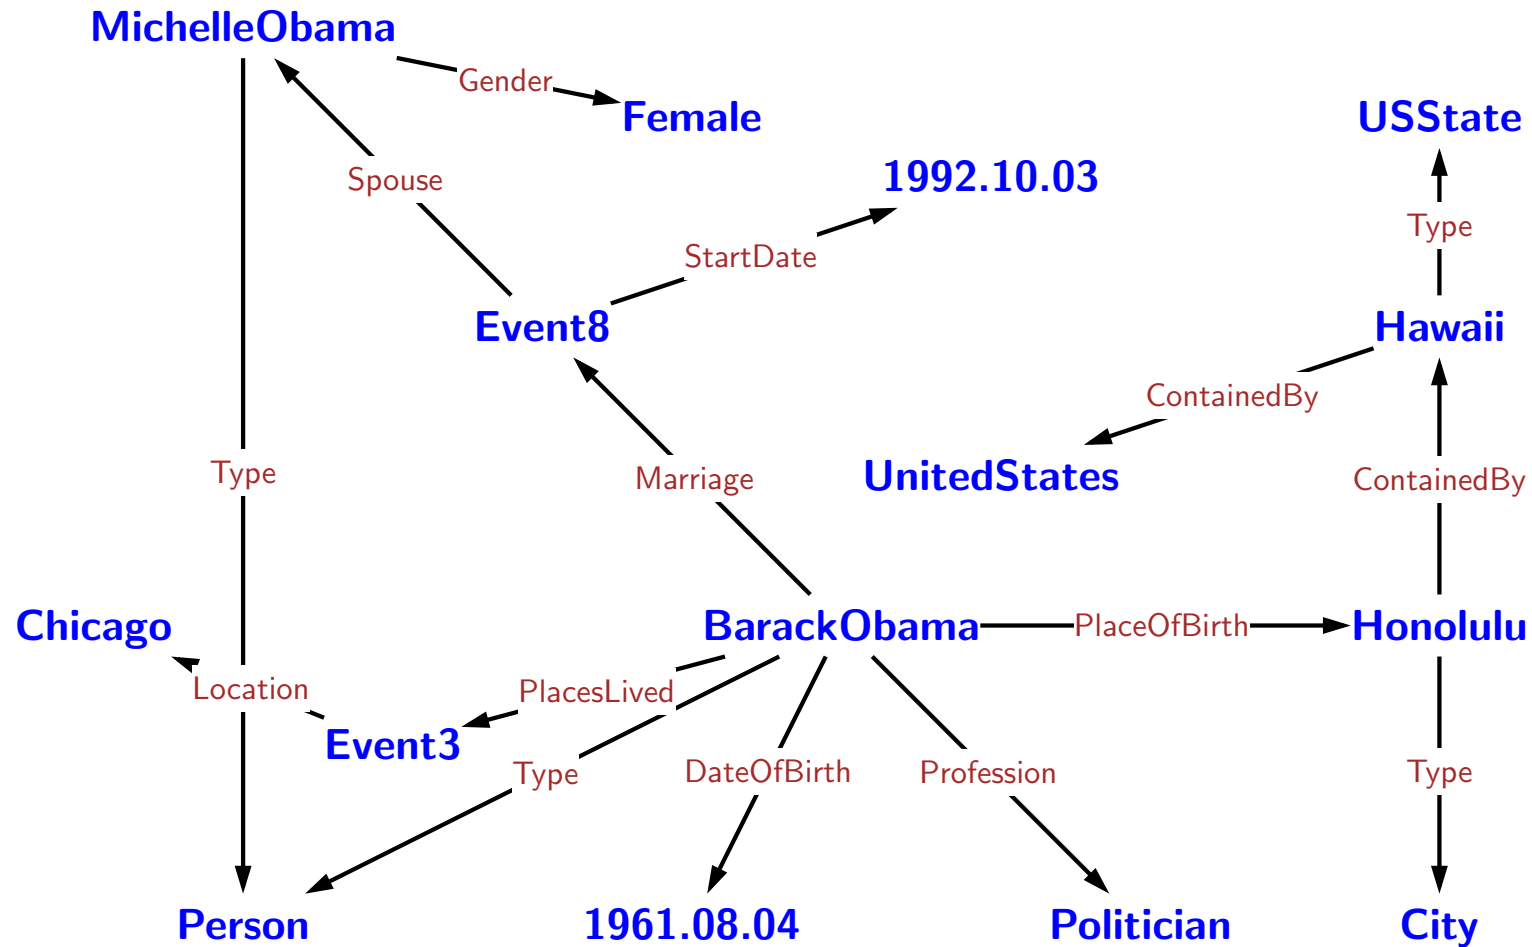 MichelleObama
Gender
Female
USState
1992.10.03
Spouse
Type
StartDate
Event8
Hawaii
ContainedBy
UnitedStates
Type
Marriage
ContainedBy
Chicago
BarackObama
PlaceOfBirth
Honolulu
Location
PlacesLived
Event3
Type
DateOfBirth
Profession
Type
Person
1961.08.04
Politician
City